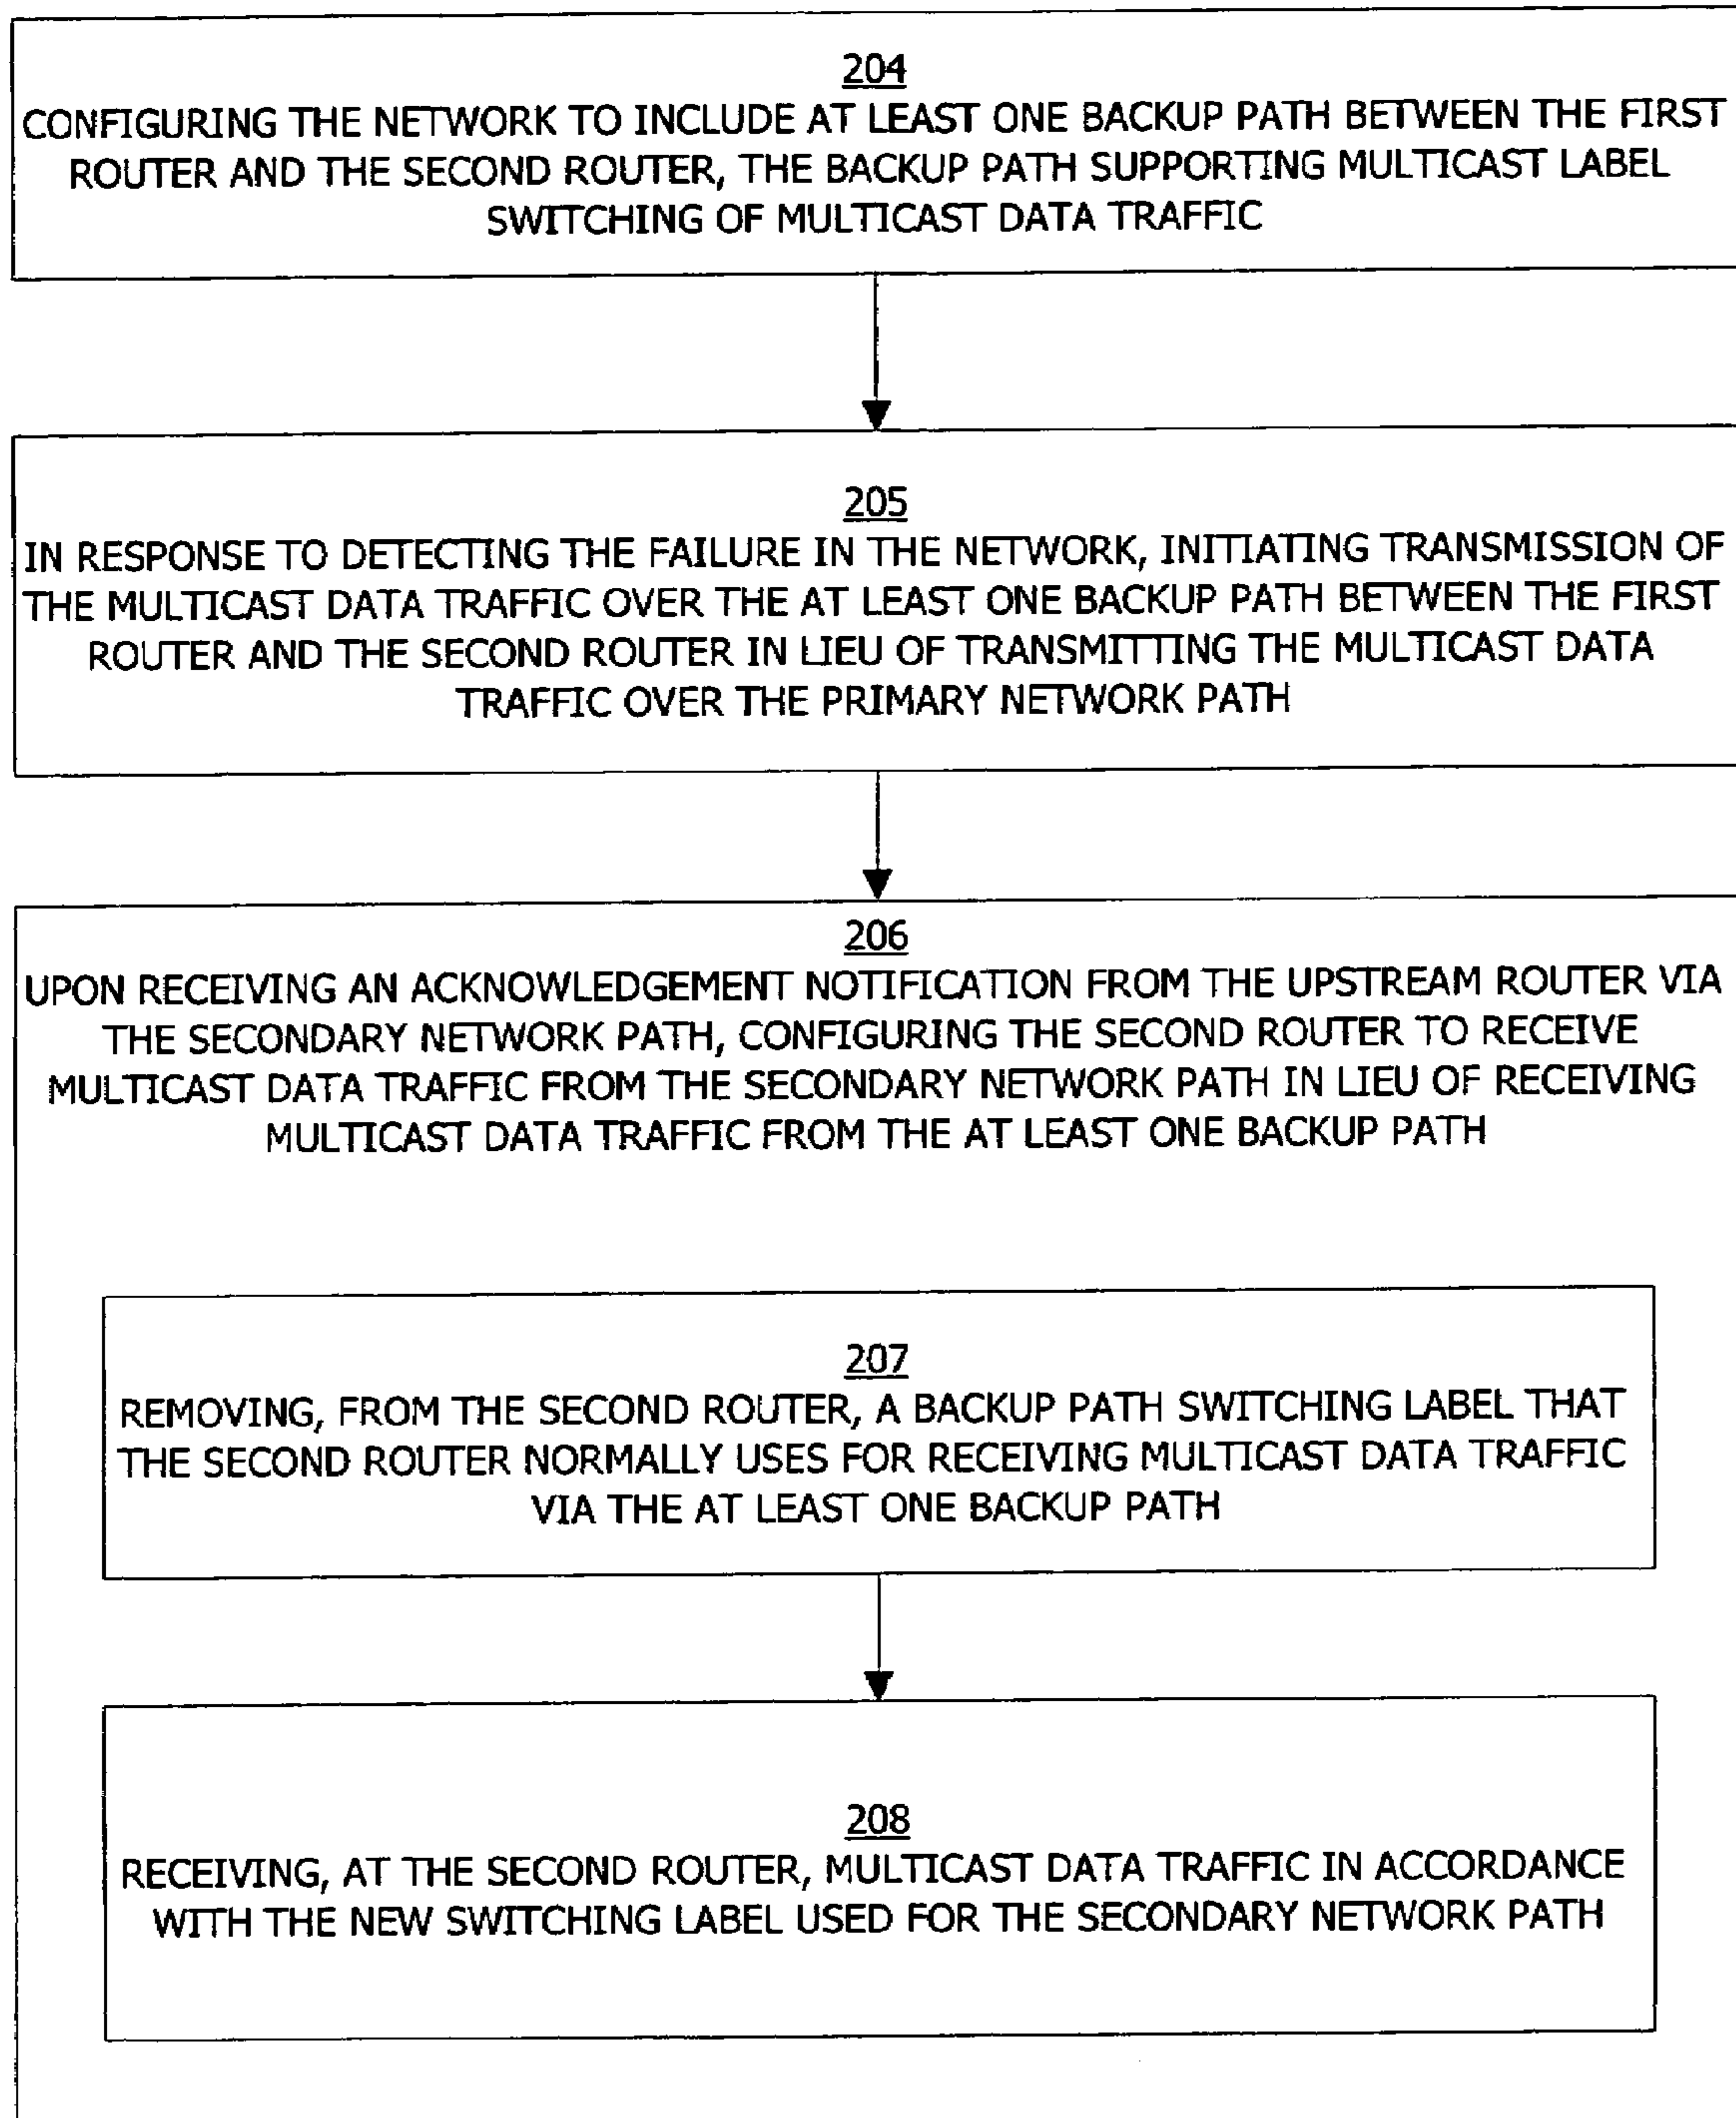 204
CONFIGURING THE NETWORK TO INCLUDE AT LEAST ONE BACKUP PATH BETWEEN THE FIRST
ROUTER AND THE SECOND ROUTER, THE BACKUP PATH SUPPORTING MULTICAST LABEL
SWITCHING OF MULTICAST DATA TRAFFIC
205
IN RESPONSE TO DETECTING THE FAILURE IN THE NETWORK, INITIATING TRANSMISSION OF
THE MULTICAST DATA TRAFFIC OVER THE AT LEAST ONE BACKUP PATH BETWEEN THE FIRST
ROUTER AND THE SECOND ROUTER IN LIEU OF TRANSMITTING THE MULTICAST DATA
TRAFFIC OVER THE PRIMARY NETWORK PATH
206
UPON RECEIVING AN ACKNOWLEDGEMENT NOTIFICATION FROM THE UPSTREAM ROUTER VIA
THE SECONDARY NETWORK PATH, CONFIGURING THE SECOND ROUTER TO RECEIVE
MULTICAST DATA TRAFFIC FROM THE SECONDARY NETWORK PATH IN LIEU OF RECEIVING
MULTICAST DATA TRAFFIC FROM THE AT LEAST ONE BACKUP PATH
207
REMOVING, FROM THE SECOND ROUTER, A BACKUP PATH SWITCHING LABEL THAT
THE SECOND ROUTER NORMALLY USES FOR RECEIVING MULTICAST DATA TRAFFIC
VIA THE AT LEAST ONE BACKUP PATH
208
RECEIVING, AT THE SECOND ROUTER, MULTICAST DATA TRAFFIC IN ACCORDANCE
WITH THE NEW SWITCHING LABEL USED FOR THE SECONDARY NETWORK PATH